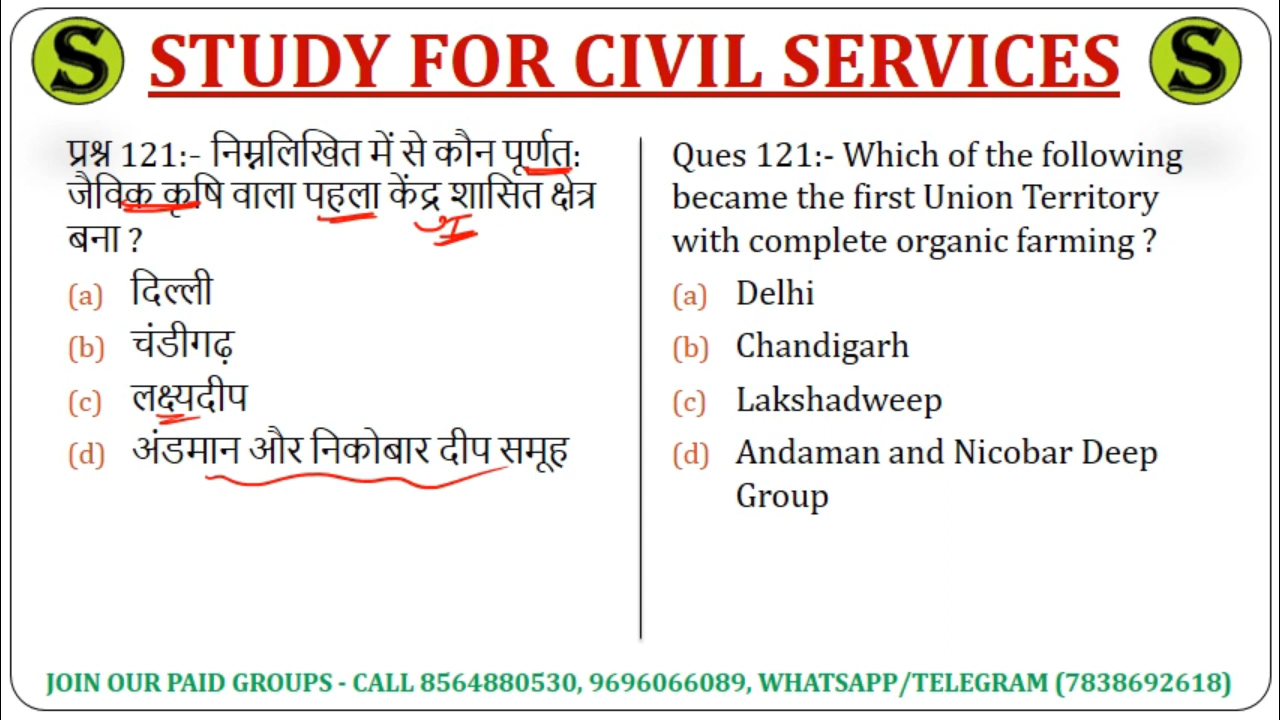 S STUDY FOR CIVIL SERVICES S
प्रश्न 121:- निम्नलिखित में से कौन पूर्णत:
जैविक कृषि वाला पहला केंद्र शासित क्षेत्र
बना ?
(a) दिल्ली
(b) चंडीगढ़
(c) लक्ष्यदीप
(d) अंडमान और निकोबार दीप समूह
Ques 121:- Which of the following
became the first Union Territory
with complete organic farming ?
(a) Delhi
(b) Chandigarh
(c) Lakshadweep
(d) Andaman and Nicobar Deep
Group
JOIN OUR PAID GROUPS - CALL 8564880530, 9696066089, WHATSAPP/TELEGRAM (7838692618)